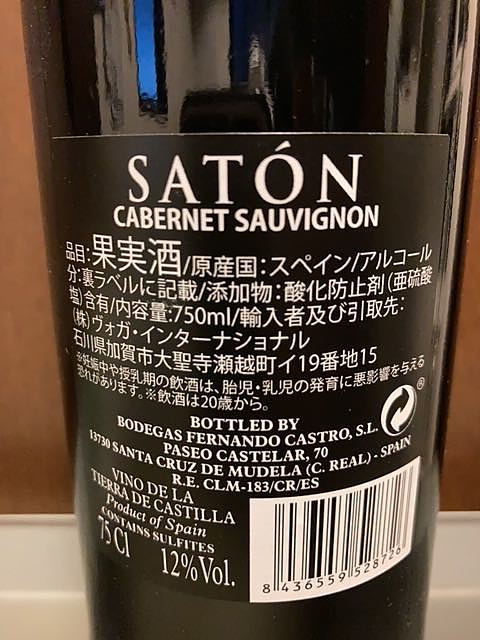 SATÓN
CABERNET SAUVIGNON
品目:果実酒/原産国:スペイン/アルコール
分:裏ラベルに記載/添加物:酸化防止剤(亜硫酸
塩)含有/内容量:750ml/輸入者及び引取先:
(株)ヴォガ・インターナショナル
石川県加賀市大聖寺瀬越町イ19番地15
※妊娠中や授乳期の飲酒は、胎児・乳児の発育に悪影響を与える
恐れがあります。※飲酒は20歳から。
®
BOTTLED BY
BODEGAS FERNANDO CASTRO, S.L.
PASEO CASTELAR, 70
13730 SANTA CRUZ DE MUDELA (C. REAL) - SPAIN
R.E. CLM-183/CR/ES
VINO DE LA
TIERRA DE CASTILLA
Product of Spain
CONTAINS SULFITES
75 Cl 12% Vol.
8 436559 528726